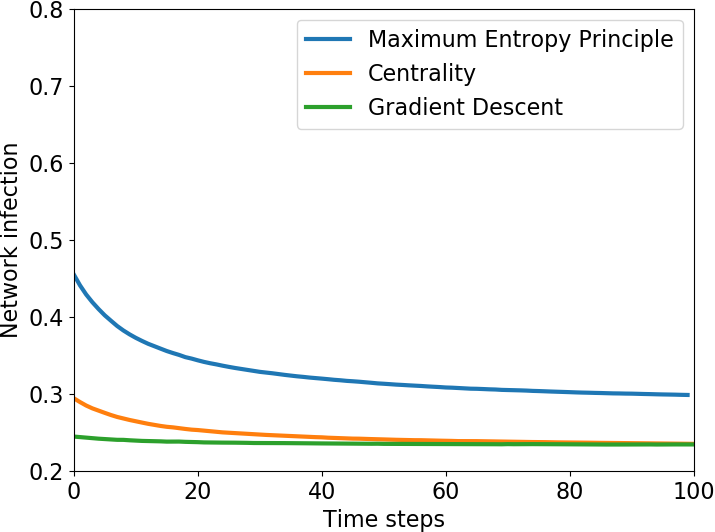 0.8
0.7
0.6
0.5
0.4
0.3
0.2
Network infection
Maximum Entropy Principle
Centrality
Gradient Descent
0 20 40 60 80 100
Time steps